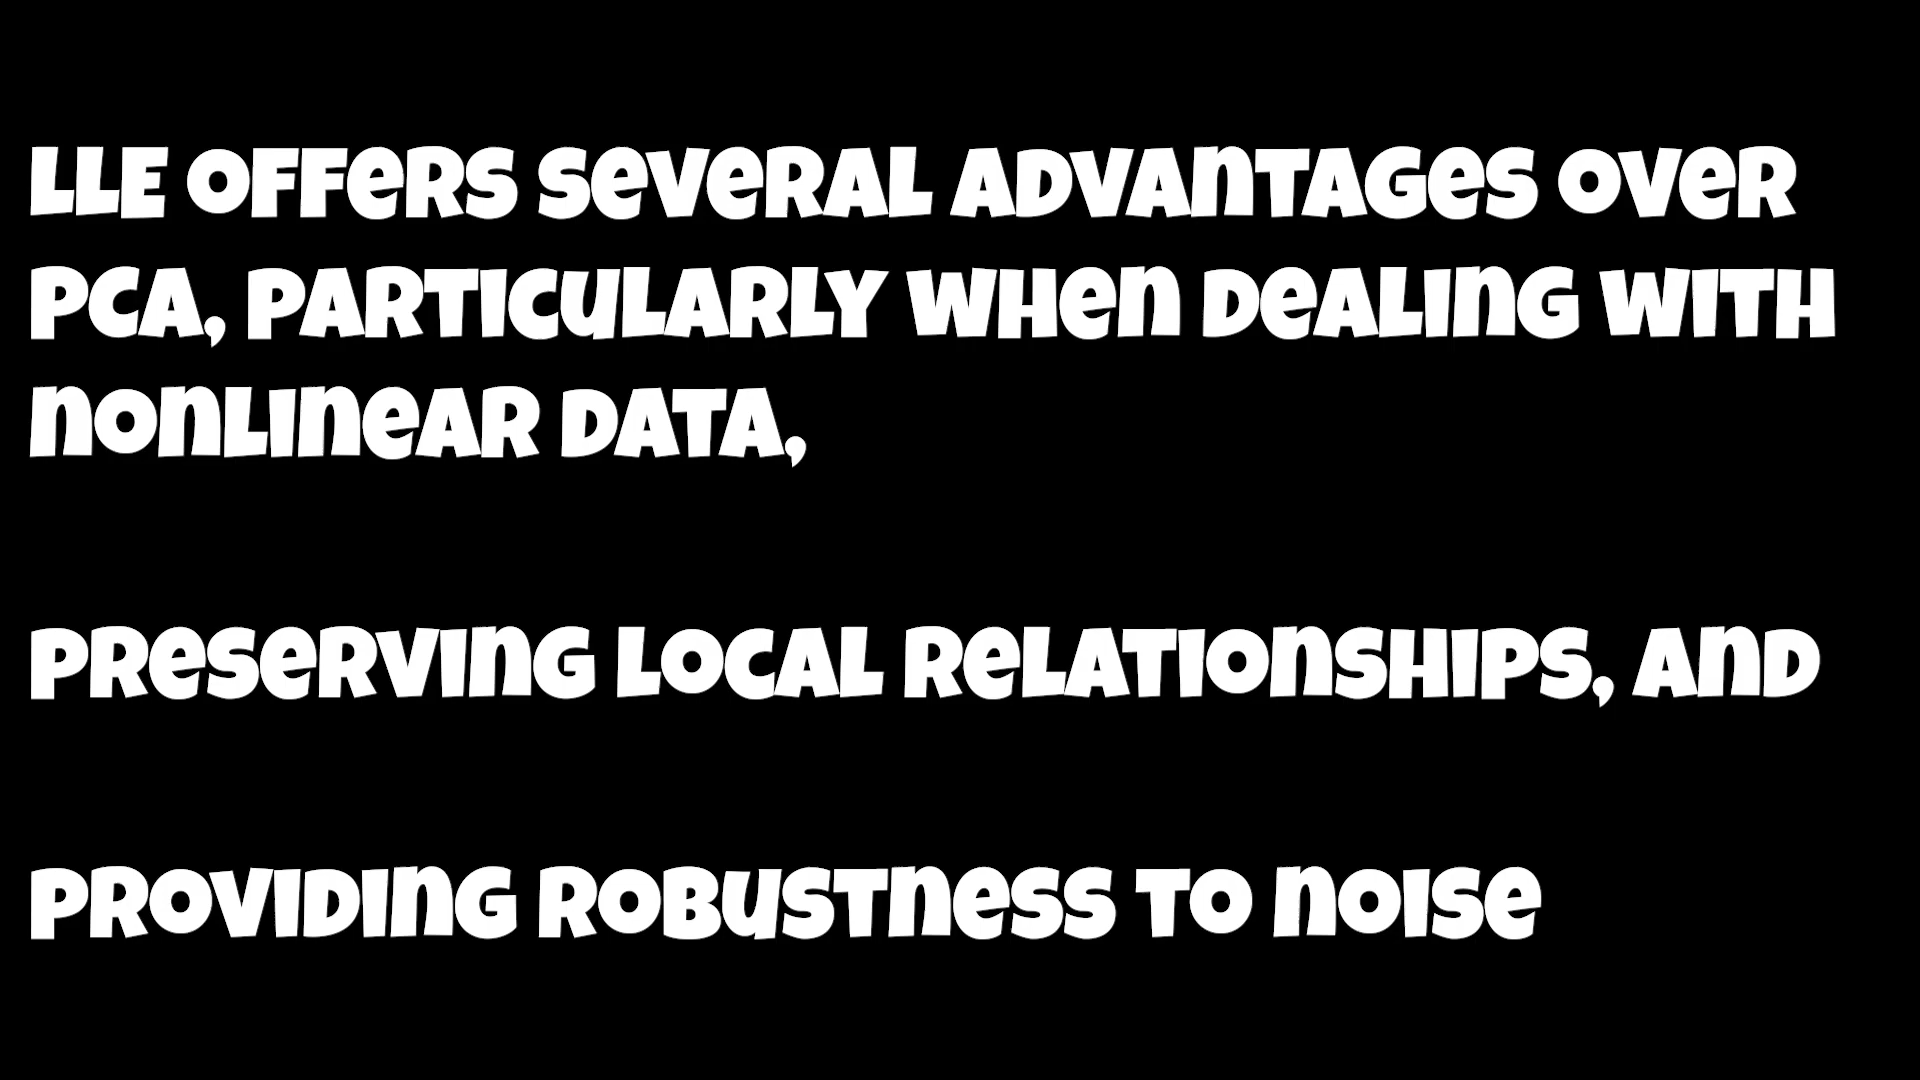 LLE offers several advantages over
PCA, particularly when dealing with
nonlinear data,
preserving local relationships, and
providing robustness to noise